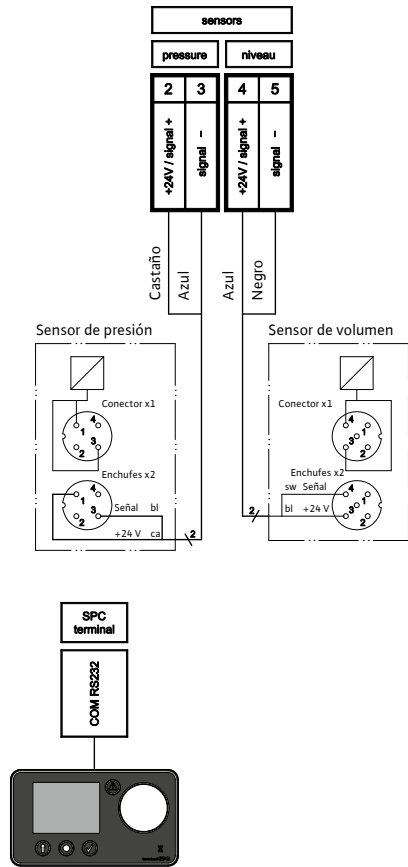 sensors
pressure niveau
2 3 4 5
+24V / signal +
signal -
+24V / signal +
signal -
Castaño
Azul
Azul
Negro
Sensor de presión
Conector x1
4
1
3
2
Enchufes x2
4
1
3
2
Señal bl
+24 V ca
2
Sensor de volumen
Conector x1
4
1
3
2
Enchufes x2
sw Señal
bl +24 V
4
1
3
2
2
SPC
terminal
COM RS232
X